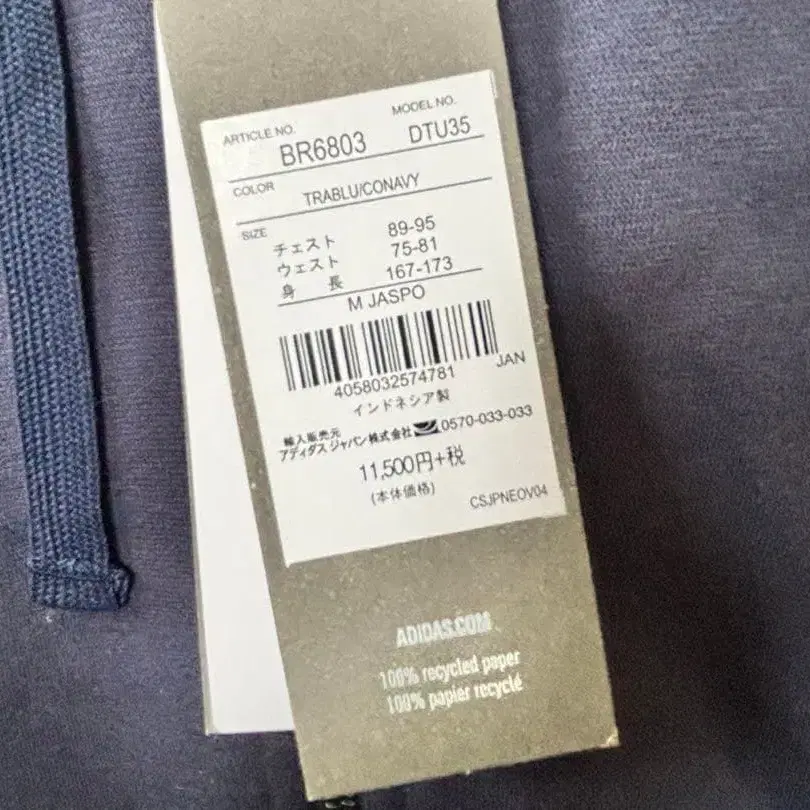 ARTICLE NO. MODEL NO.
BR6803 DTU35
COLOR
TRABLU/CONAVY
SIZE
チェスト 89-95
ウェスト 75-81
身 長 167-173
M JASPO
4058032574781 JAN
インドネシア製
輸入販売元
アディダス ジャパン株式会社 0570-033-033
11,500円+税
(本体価格)
CSJPNEOV04
ADIDAS.COM
100% recycled paper
100% papier recyclé